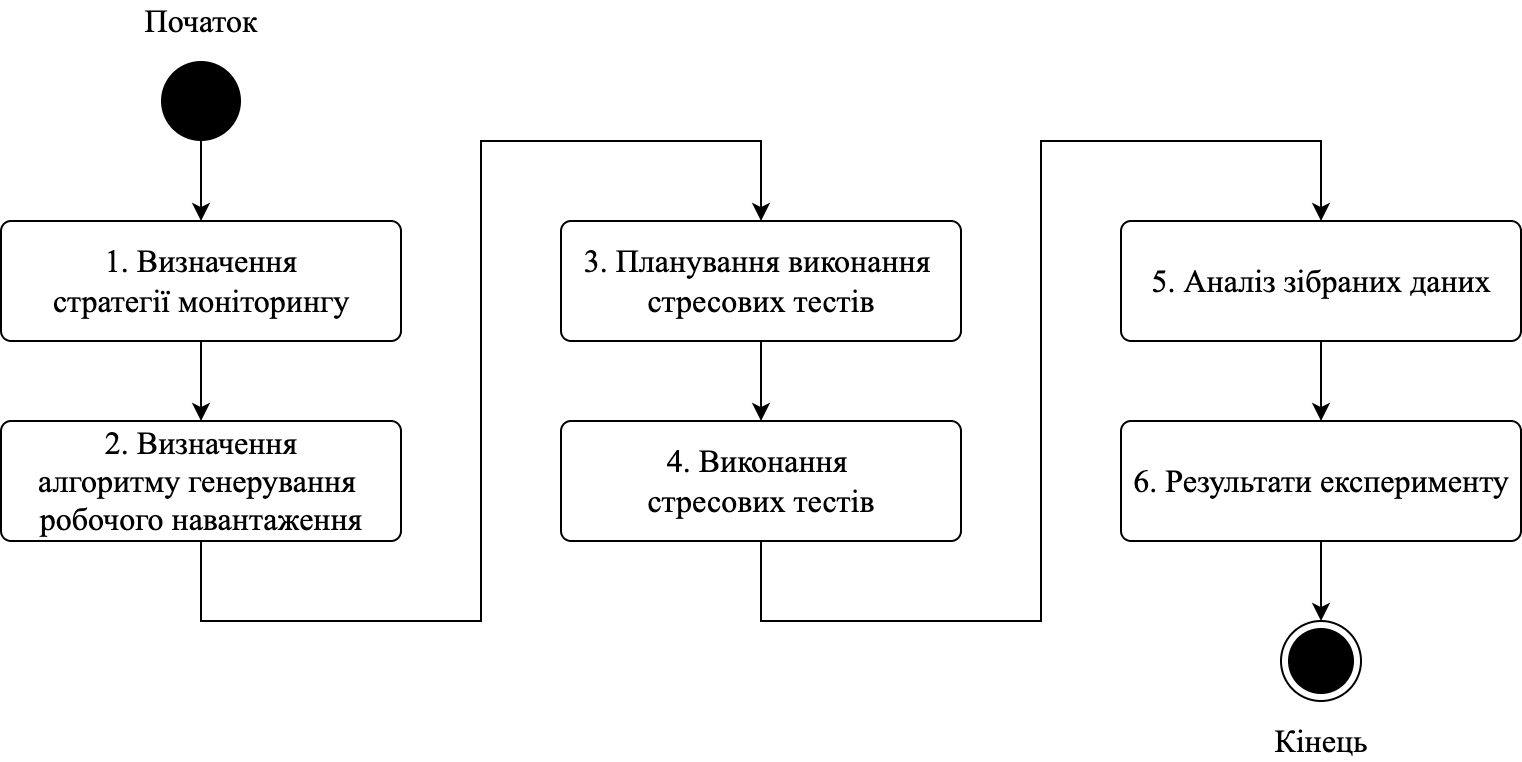 Початок
1. Визначення
стратегії моніторингу
2. Визначення
алгоритму генерування
робочого навантаження
3. Планування виконання
стресових тестів
4. Виконання
стресових тестів
5. Аналіз зібраних даних
6. Результати експерименту
Кінець